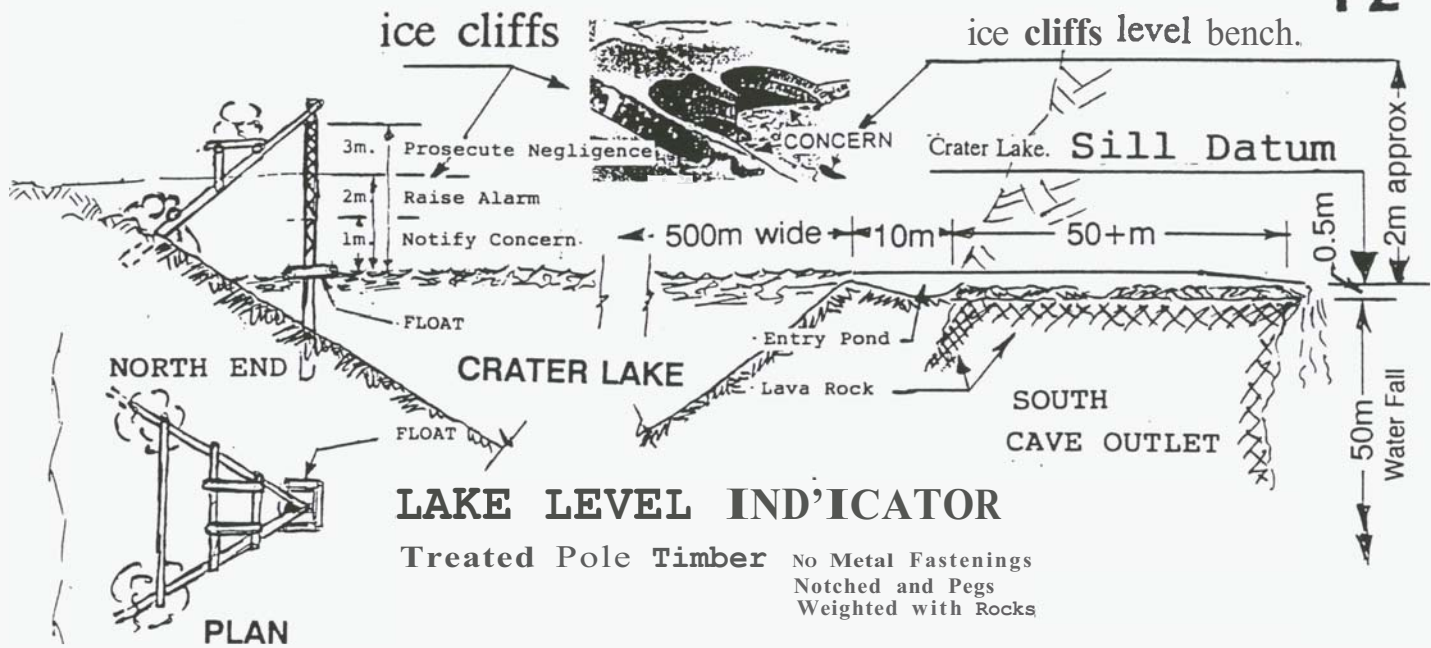 ice cliffs
ice cliffs level bench.
CONCERN
Crater Lake. Sill Datum
2m approx
0.5m
3m. Prosecute Negligence
2m. Raise Alarm
1m. Notify Concern.
500m wide
10m
50+m
FLOAT
NORTH END
CRATER LAKE
Entry Pond
Lava Rock
SOUTH
CAVE OUTLET
50m
Water Fall
FLOAT
LAKE LEVEL IND'ICATOR
Treated Pole Timber No Metal Fastenings
Notched and Pegs
Weighted with Rocks
PLAN